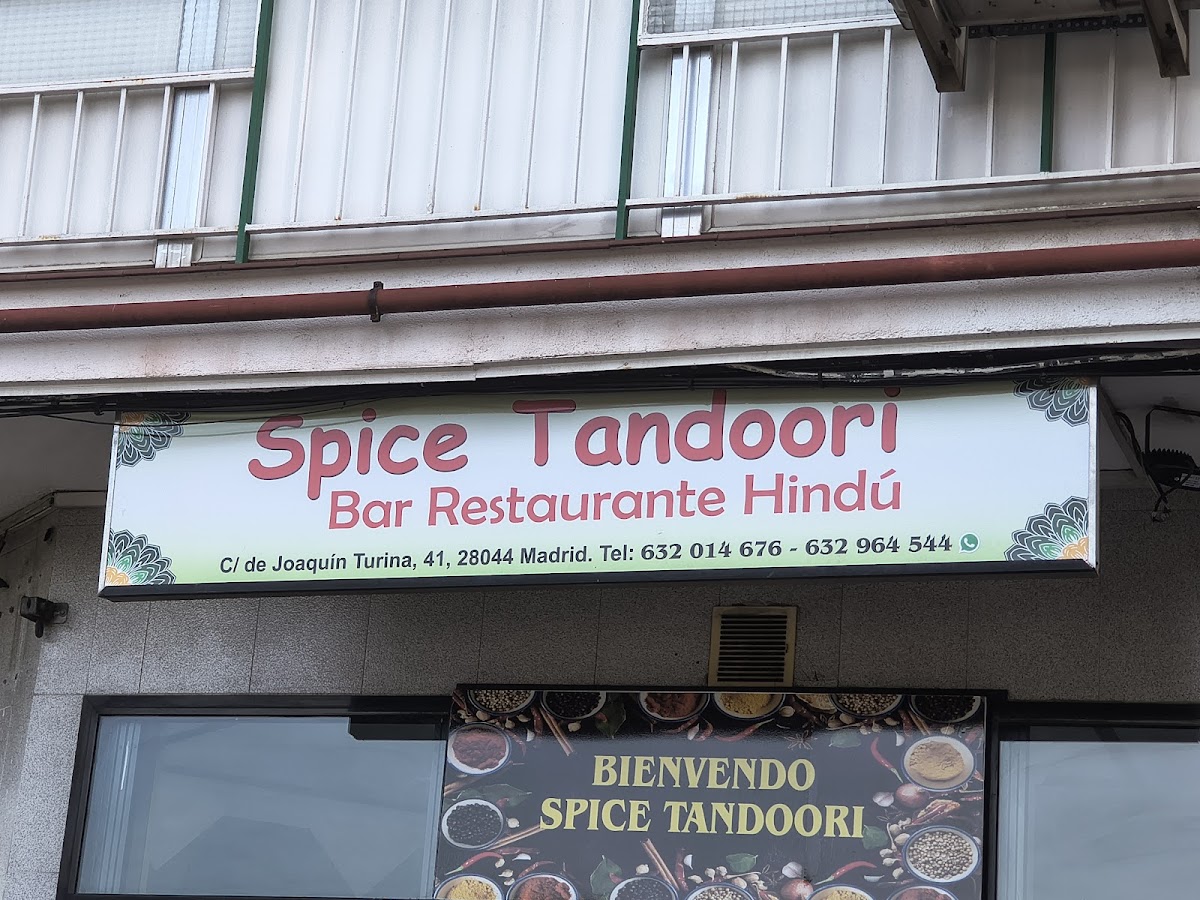 Spice Tandoori
Bar Restaurante Hindú
C/ de Joaquín Turina, 41, 28044 Madrid. Tel: 632 014 676 - 632 964 544
BIENVENDO
SPICE TANDOORI